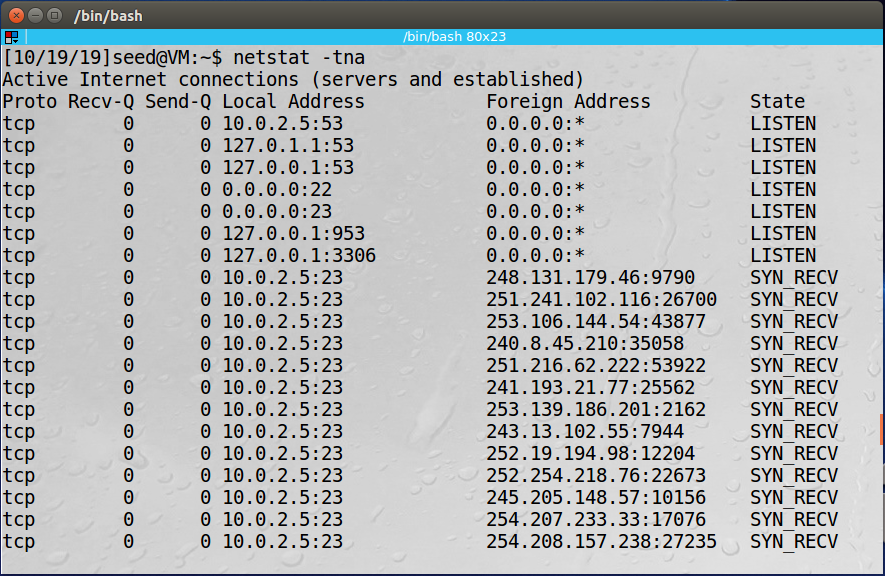 /bin/bash
/bin/bash 80x23
[10/19/19]seed@VM:~$ netstat -tna
Active Internet connections (servers and established)
Proto Recv-Q Send-Q Local Address           Foreign Address         State
tcp        0      0 10.0.2.5:53             0.0.0.0:*               LISTEN
tcp        0      0 127.0.1.1:53            0.0.0.0:*               LISTEN
tcp        0      0 127.0.0.1:53            0.0.0.0:*               LISTEN
tcp        0      0 0.0.0.0:22              0.0.0.0:*               LISTEN
tcp        0      0 0.0.0.0:23              0.0.0.0:*               LISTEN
tcp        0      0 127.0.0.1:953           0.0.0.0:*               LISTEN
tcp        0      0 127.0.0.1:3306          0.0.0.0:*               LISTEN
tcp        0      0 10.0.2.5:23             248.131.179.46:9790     SYN_RECV
tcp        0      0 10.0.2.5:23             251.241.102.116:26700   SYN_RECV
tcp        0      0 10.0.2.5:23             253.106.144.54:43877    SYN_RECV
tcp        0      0 10.0.2.5:23             240.8.45.210:35058      SYN_RECV
tcp        0      0 10.0.2.5:23             251.216.62.222:53922    SYN_RECV
tcp        0      0 10.0.2.5:23             241.193.21.77:25562     SYN_RECV
tcp        0      0 10.0.2.5:23             253.139.186.201:2162    SYN_RECV
tcp        0      0 10.0.2.5:23             243.13.102.55:7944      SYN_RECV
tcp        0      0 10.0.2.5:23             252.19.194.98:12204     SYN_RECV
tcp        0      0 10.0.2.5:23             252.254.218.76:22673    SYN_RECV
tcp        0      0 10.0.2.5:23             245.205.148.57:10156    SYN_RECV
tcp        0      0 10.0.2.5:23             254.207.233.33:17076    SYN_RECV
tcp        0      0 10.0.2.5:23             254.208.157.238:27235   SYN_RECV